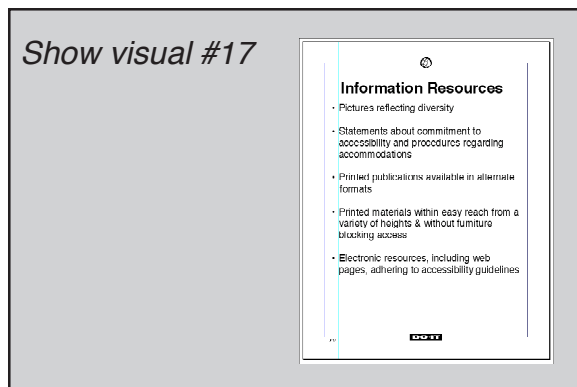 Show visual #17
Information Resources
• Pictures reflecting diversity
• Statements about commitment to
accessibility and procedures regarding
accommodations
• Printed publications available in alternate
formats
• Printed materials within easy reach from a
variety of heights & without furniture
blocking access
• Electronic resources, including web
pages, adhering to accessibility guidelines
DO-IT